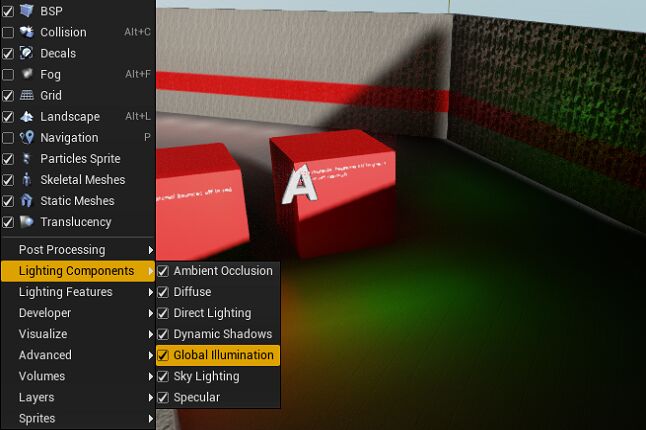 BSP
Collision Alt+C
Decals
Fog Alt+F
Grid
Landscape Alt+L
Navigation P
Particles Sprite
Skeletal Meshes
Static Meshes
Translucency
Post Processing
Lighting Components
Lighting Features
Developer
Visualize
Advanced
Volumes
Layers
Sprites
Ambient Occlusion
Diffuse
Direct Lighting
Dynamic Shadows
Global Illumination
Sky Lighting
Specular
A